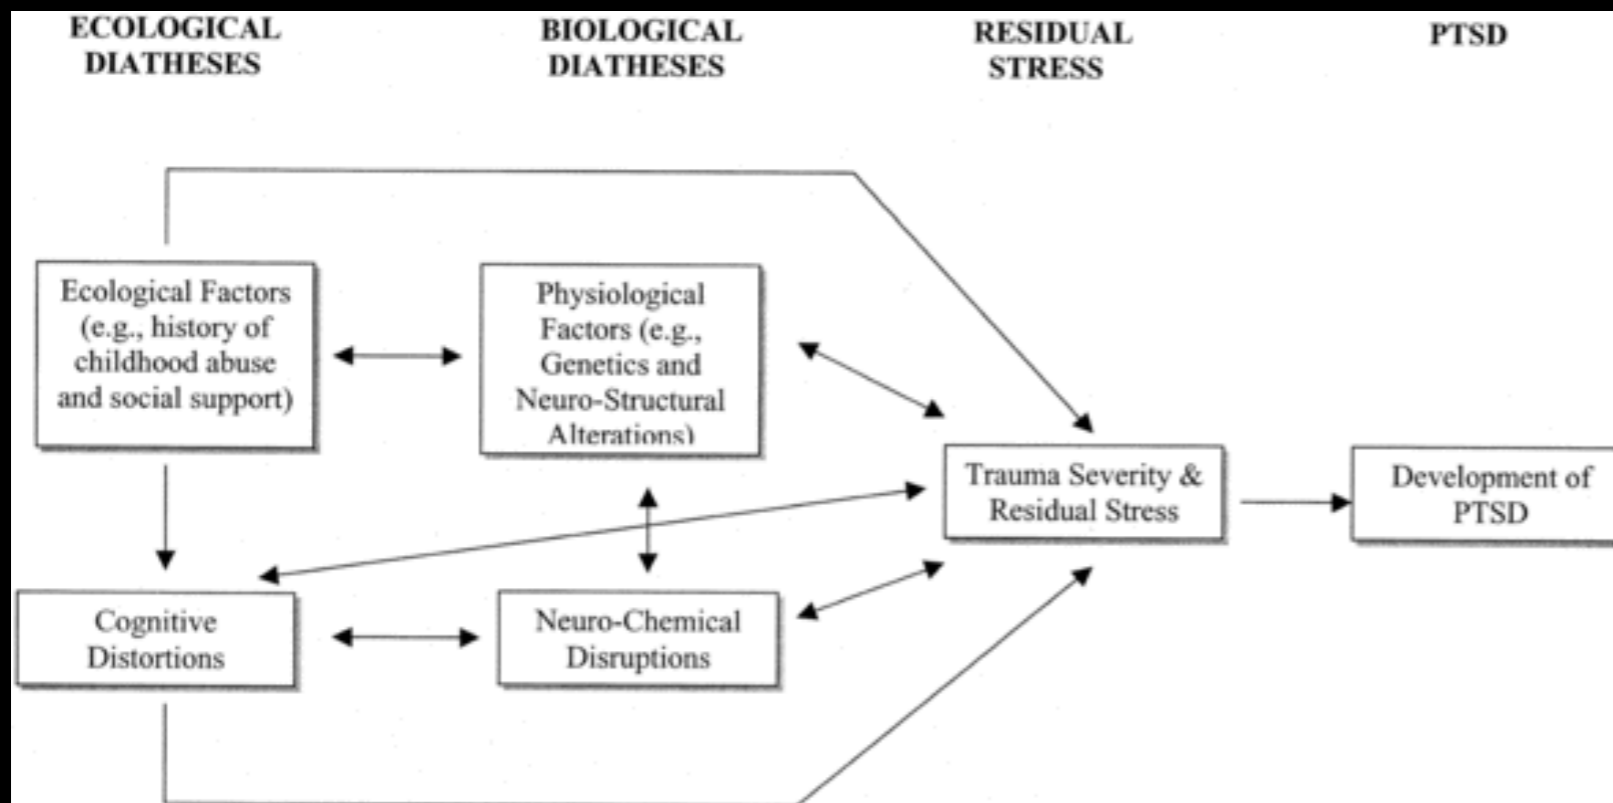 ECOLOGICAL
DIATHESES
BIOLOGICAL
DIATHESES
RESIDUAL
STRESS
PTSD
Ecological Factors
(e.g., history of
childhood abuse
and social support)
Physiological
Factors (e.g.,
Genetics and
Neuro-Structural
Alterations)
Trauma Severity &
Residual Stress
Development of
PTSD
Cognitive
Distortions
Neuro-Chemical
Disruptions